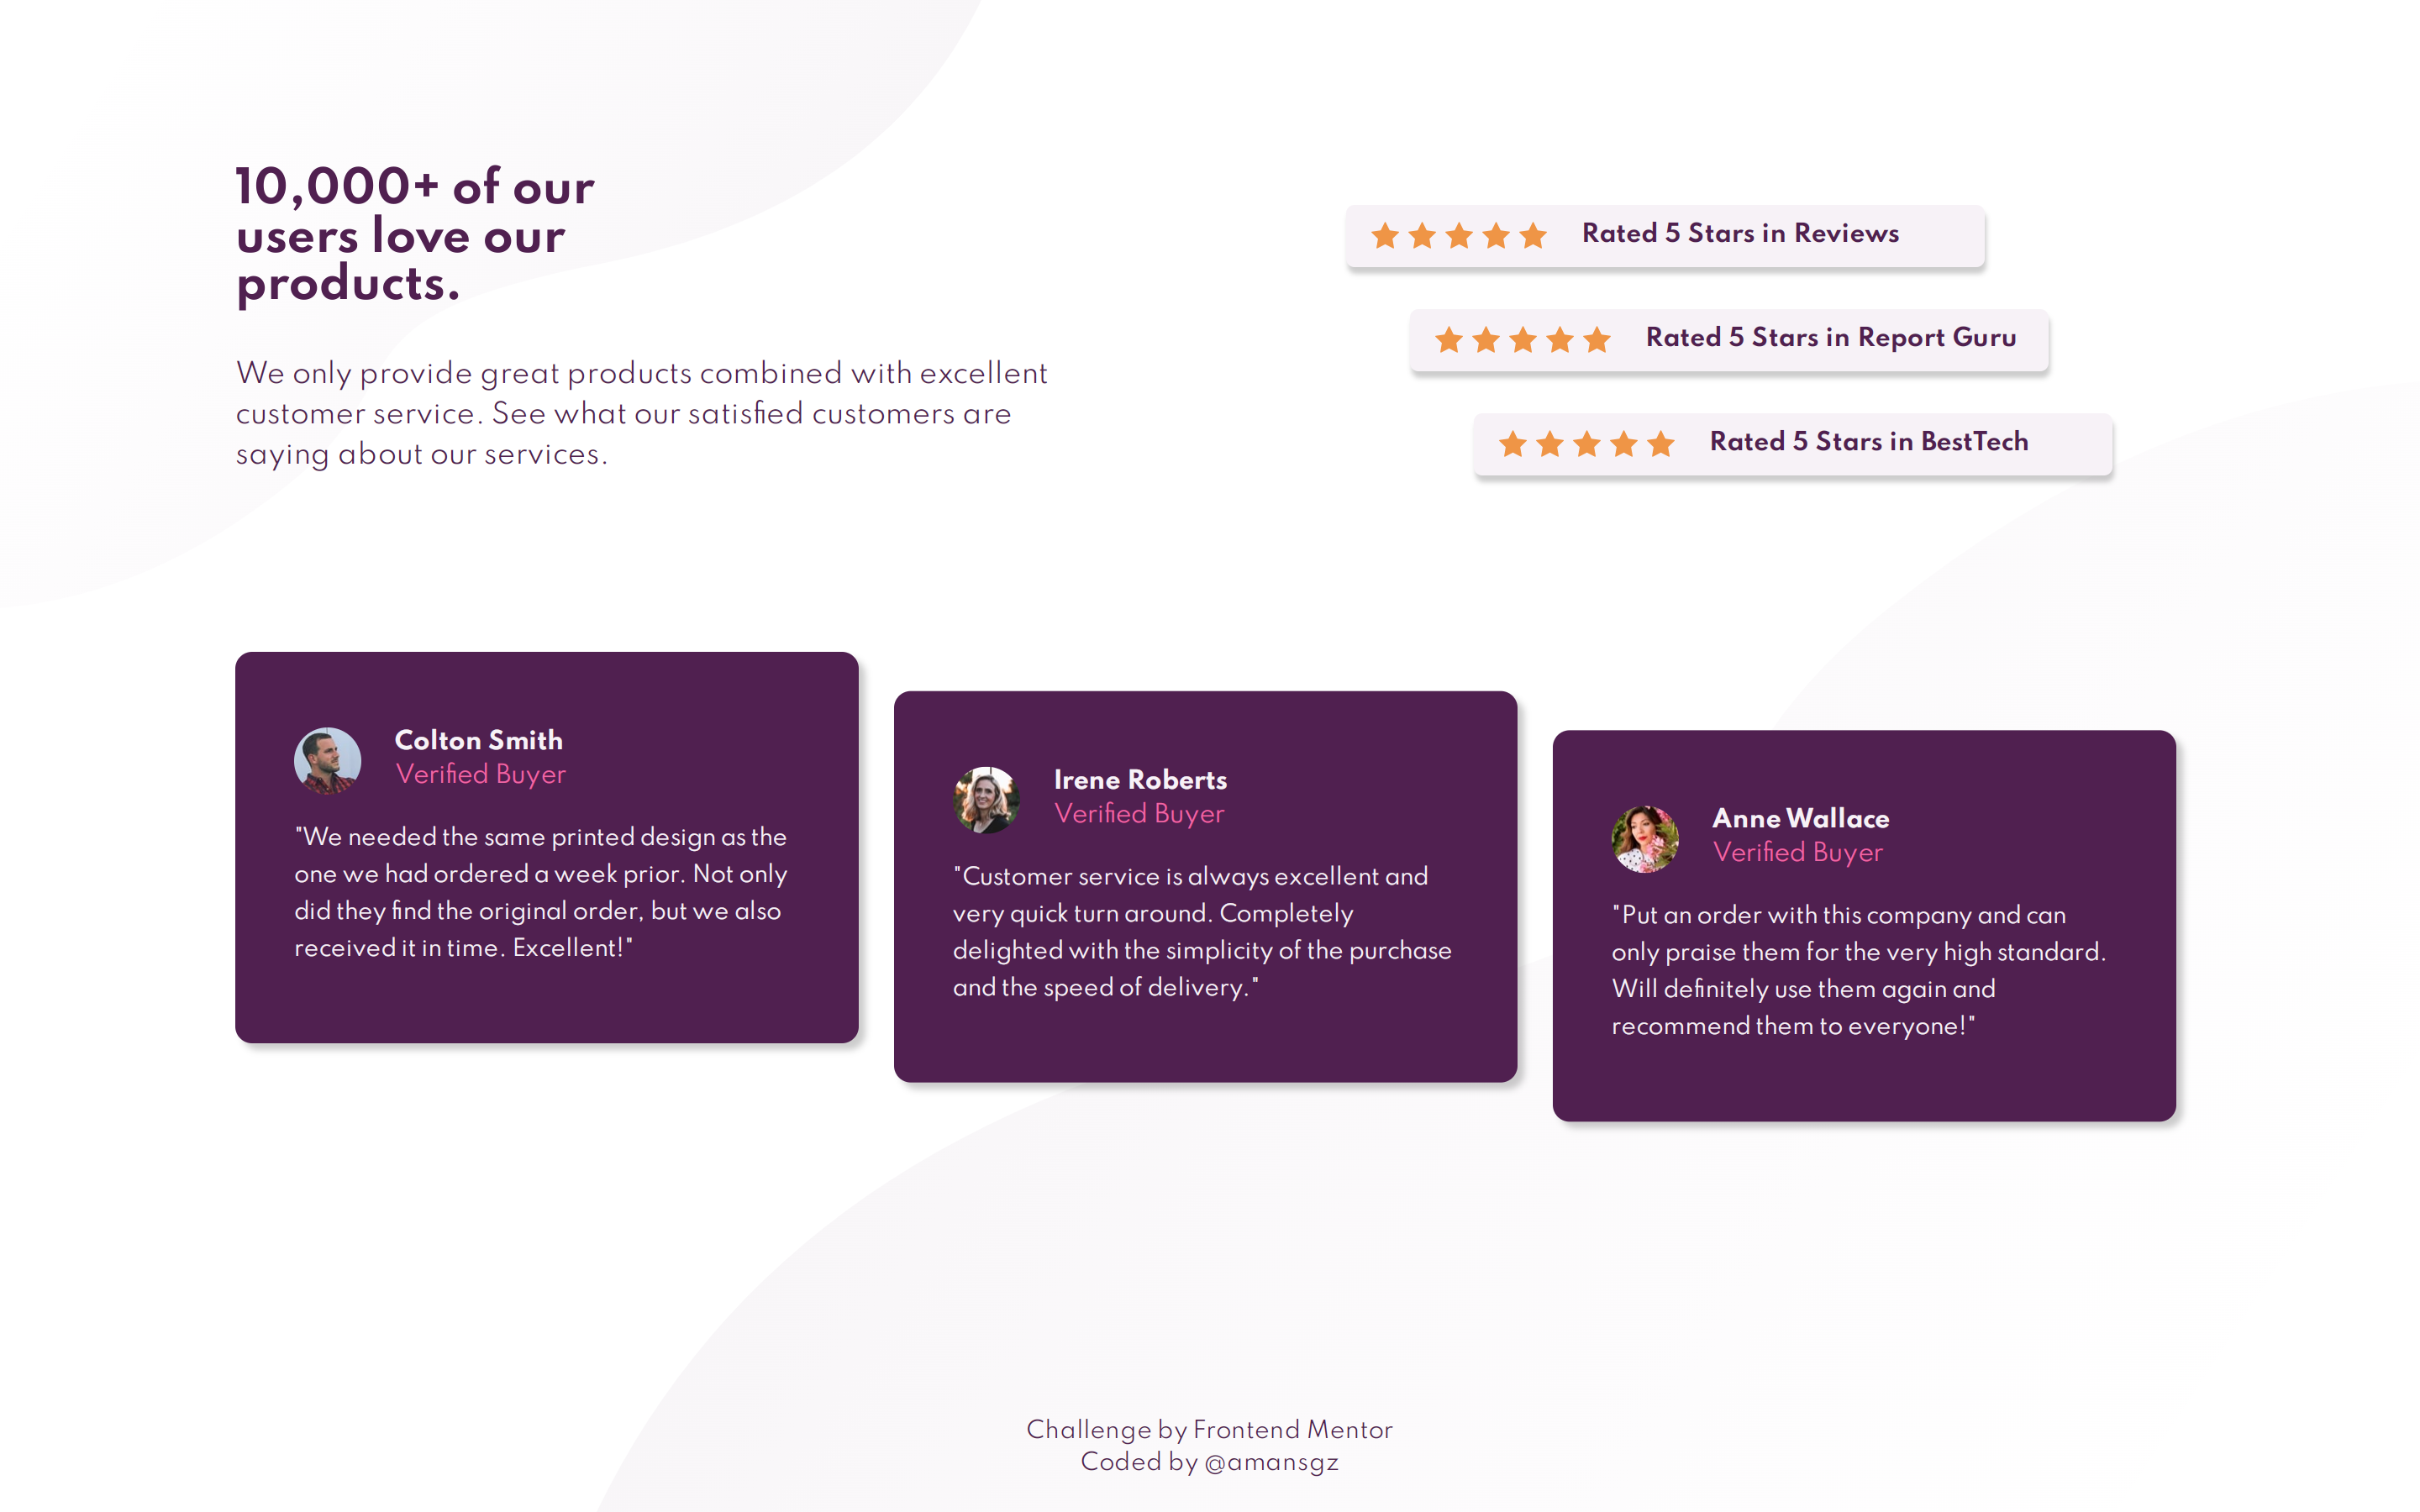 10,000+ of our
users love our
products.
We only provide great products combined with excellent
customer service. See what our satisfied customers are
saying about our services.
Rated 5 Stars in Reviews
Rated 5 Stars in Report Guru
Rated 5 Stars in BestTech
Colton Smith
Verified Buyer
"We needed the same printed design as the
one we had ordered a week prior. Not only
did they find the original order, but we also
received it in time. Excellent!"
Irene Roberts
Verified Buyer
"Customer service is always excellent and
very quick turn around. Completely
delighted with the simplicity of the purchase
and the speed of delivery."
Anne Wallace
Verified Buyer
"Put an order with this company and can
only praise them for the very high standard.
Will definitely use them again and
recommend them to everyone!"
Challenge by Frontend Mentor
Coded by @amansgz